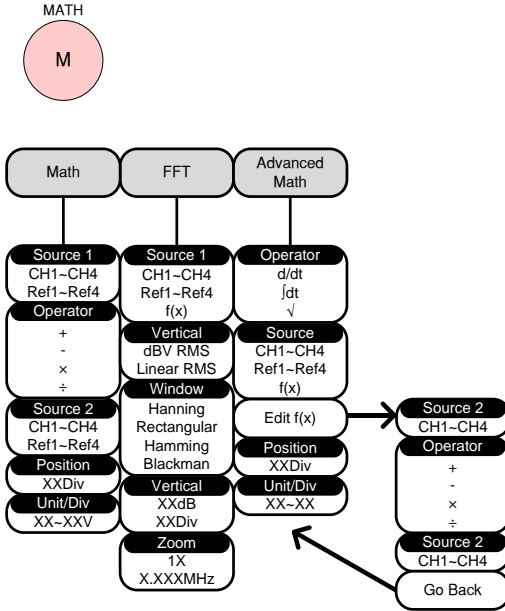 MATH
M
Math
Source 1
CH1~CH4
Ref1~Ref4
Operator
+
-
×
÷
Source 2
CH1~CH4
Ref1~Ref4
Position
XXDiv
Unit/Div
XX~XXV
FFT
Source 1
CH1~CH4
Ref1~Ref4
f(x)
Vertical
dBV RMS
Linear RMS
Window
Hanning
Rectangular
Hamming
Blackman
Vertical
XXdB
XXDiv
Zoom
1X
X.XXXMHz
Advanced
Math
Operator
d/dt
∫dt
√
Source
CH1~CH4
Ref1~Ref4
f(x)
Edit f(x)
Position
XXDiv
Unit/Div
XX~XX
Source 2
CH1~CH4
Operator
+
-
×
÷
Source 2
CH1~CH4
Go Back